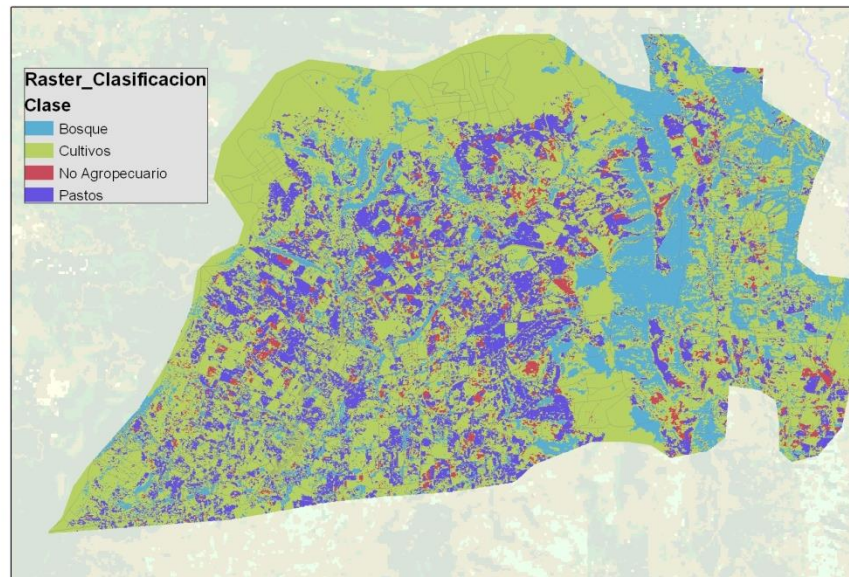 Raster_Clasificacion
Clase
Bosque
Cultivos
No Agropecuario
Pastos